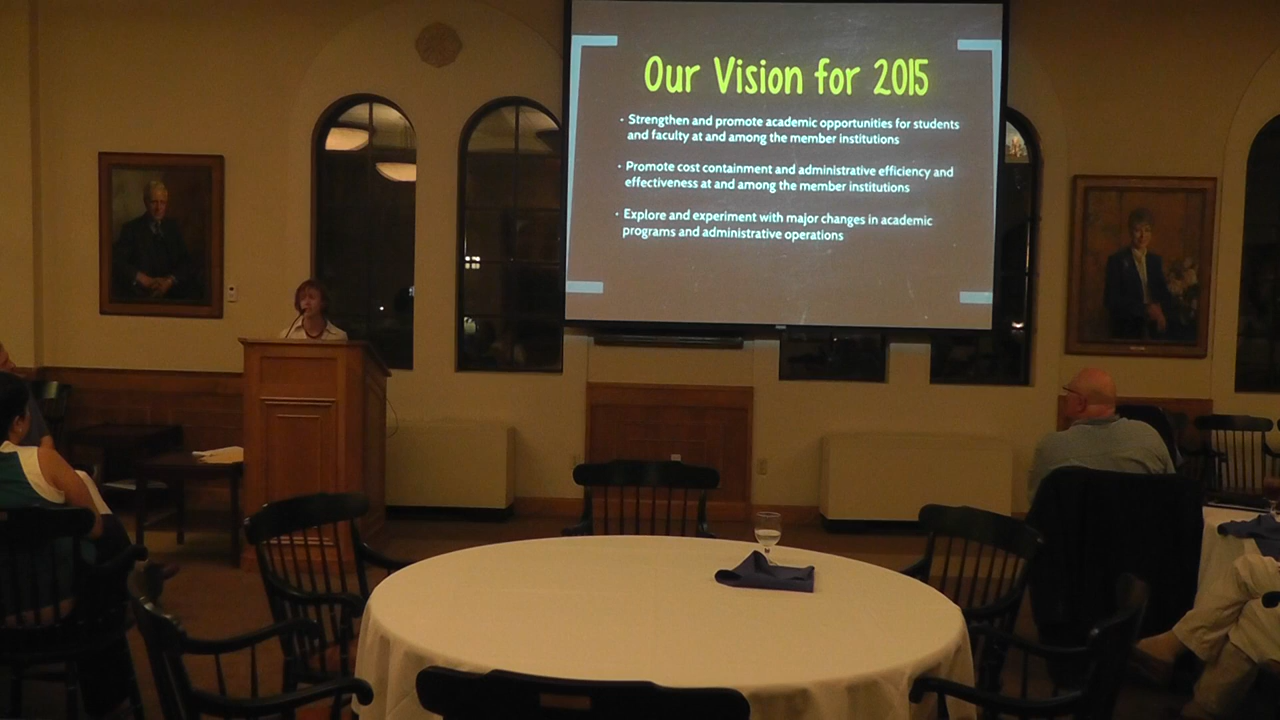 Our Vision for 2015
· Strengthen and promote academic opportunities for students
and faculty at and among the member institutions
· Promote cost containment and administrative efficiency and
effectiveness at and among the member institutions
· Explore and experiment with major changes in academic
programs and administrative operations